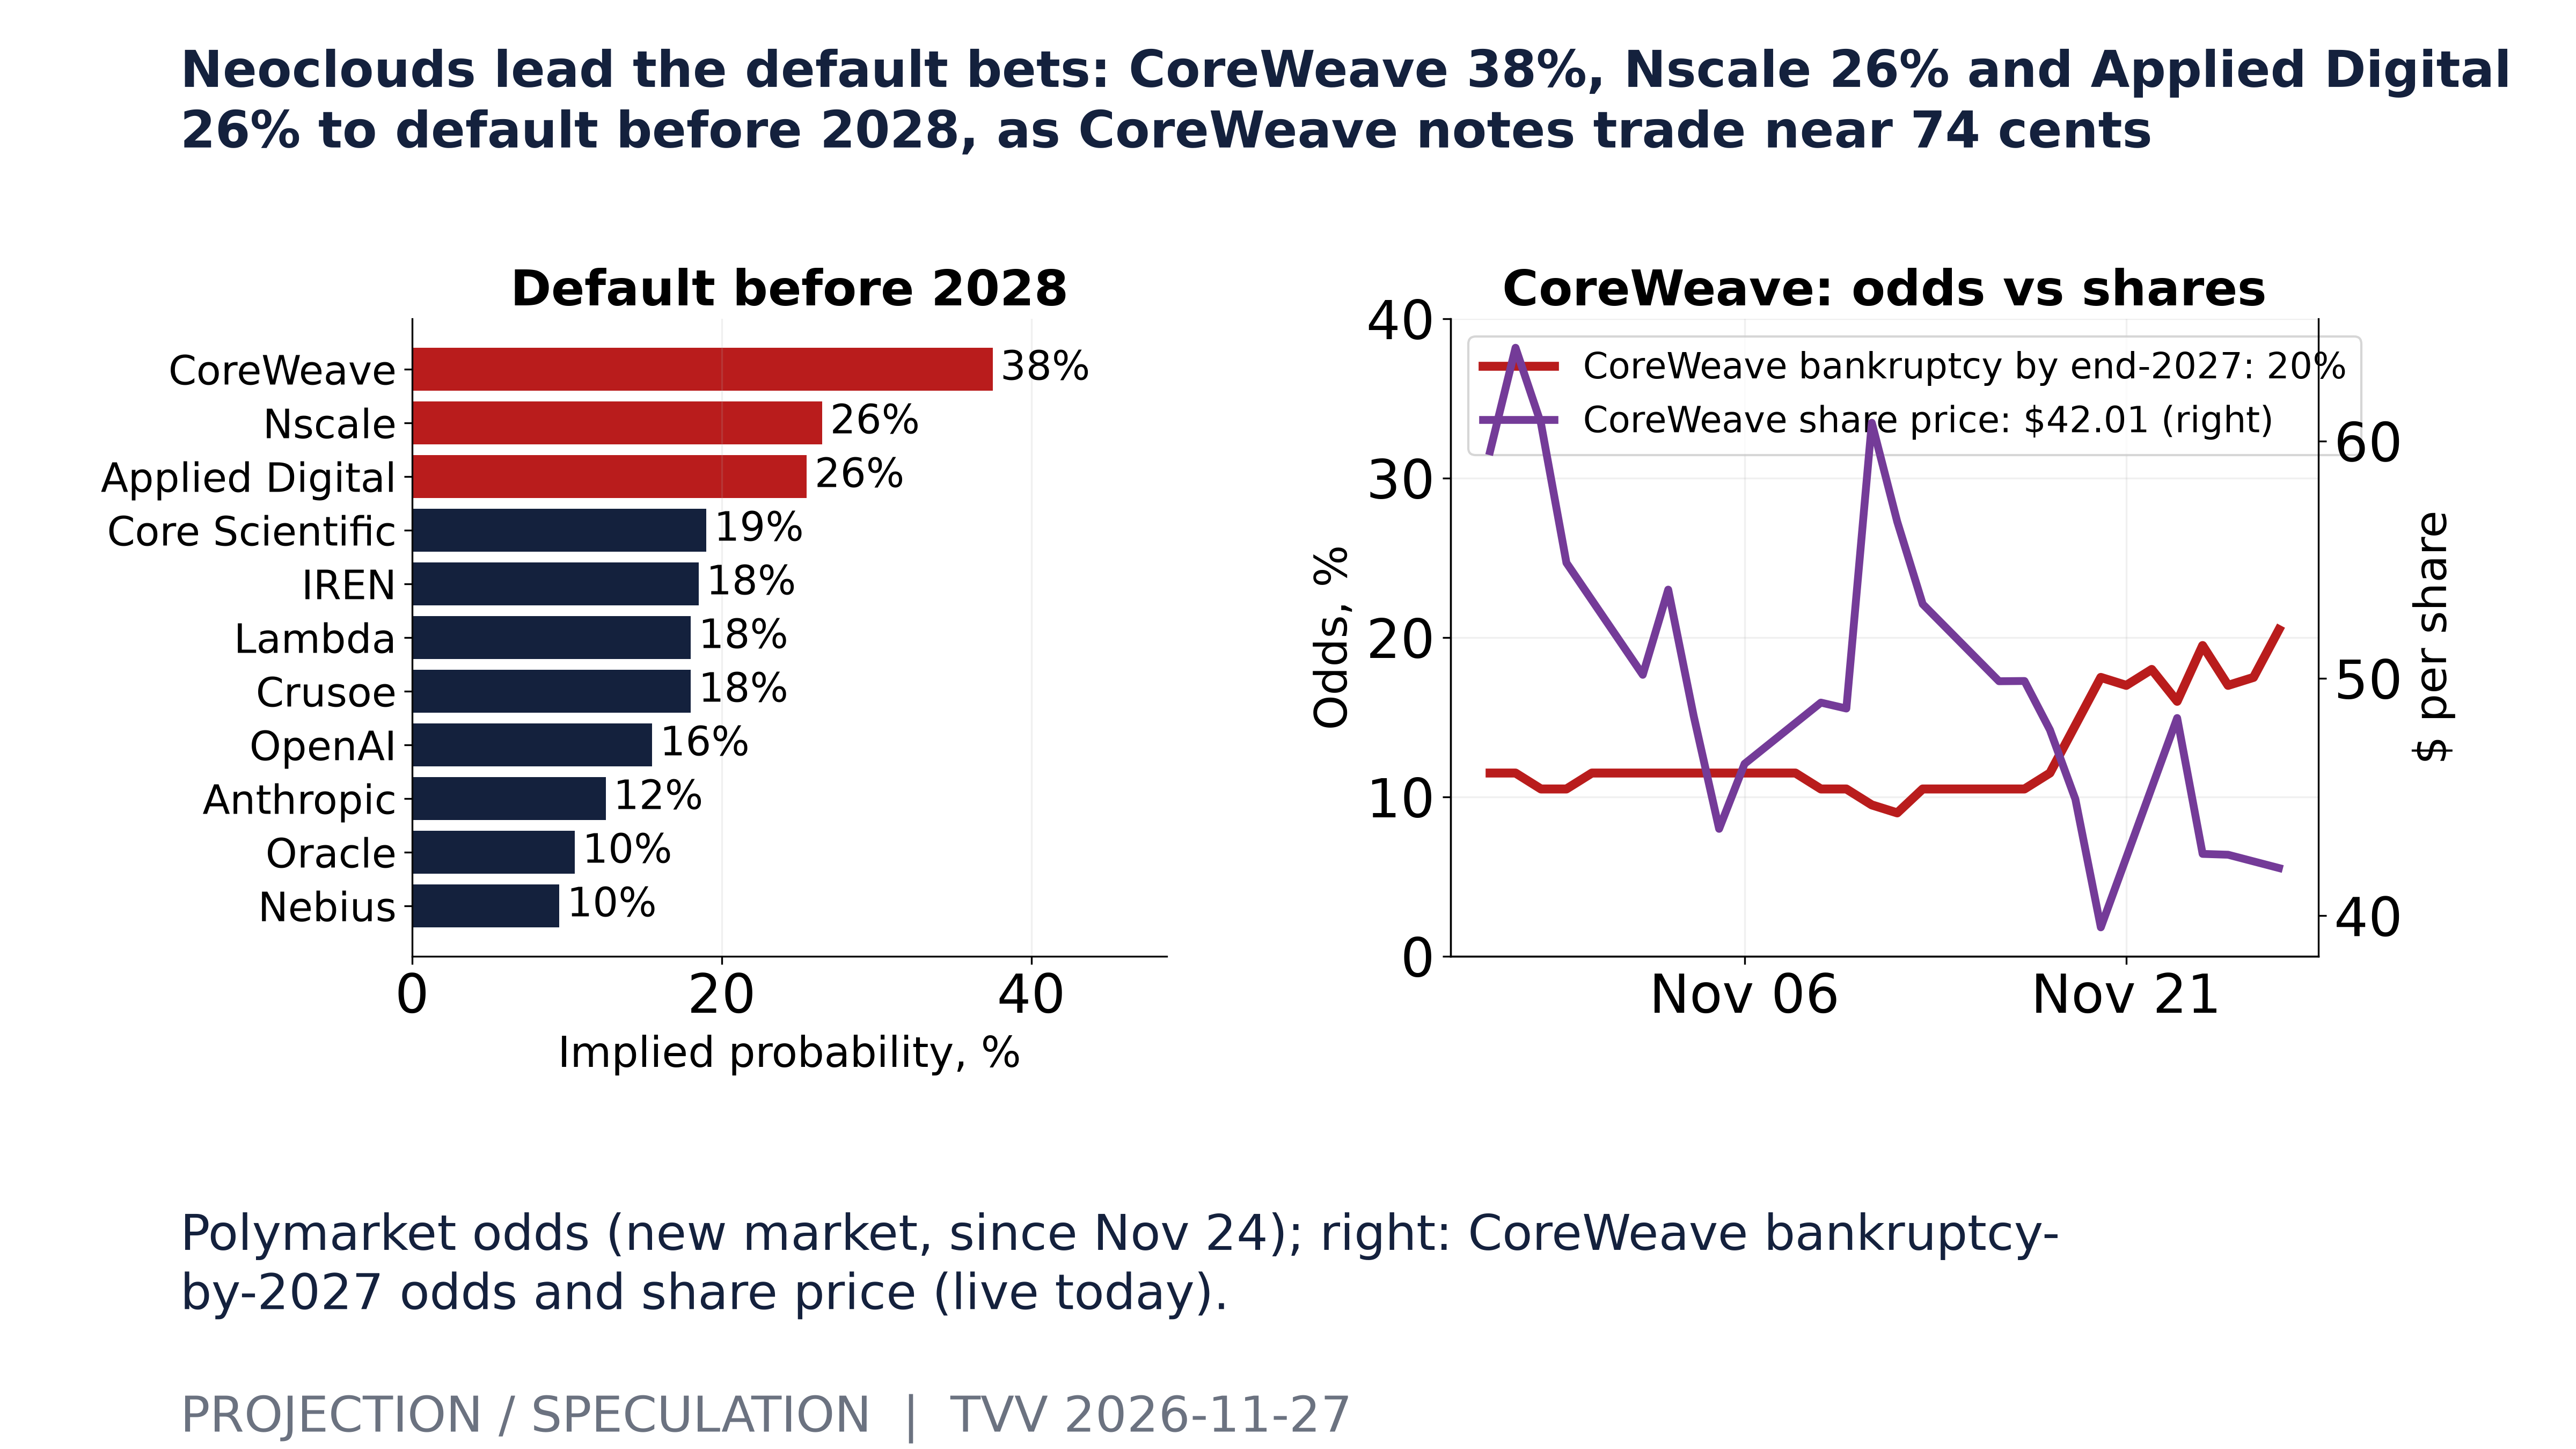 Neoclouds lead the default bets: CoreWeave 38%, Nscale 26% and Applied Digital
26% to default before 2028, as CoreWeave notes trade near 74 cents
Default before 2028
CoreWeave 38%
Nscale 26%
Applied Digital 26%
Core Scientific 19%
IREN 18%
Lambda 18%
Crusoe 18%
OpenAI 16%
Anthropic 12%
Oracle 10%
Nebius 10%
0 20 40
Implied probability, %
CoreWeave: odds vs shares
CoreWeave bankruptcy by end-2027: 20%
CoreWeave share price: $42.01 (right)
40
30
20
10
0
Odds, %
60
50
40
$ per share
Nov 06 Nov 21
Polymarket odds (new market, since Nov 24); right: CoreWeave bankruptcy-
by-2027 odds and share price (live today).
PROJECTION / SPECULATION | TVV 2026-11-27